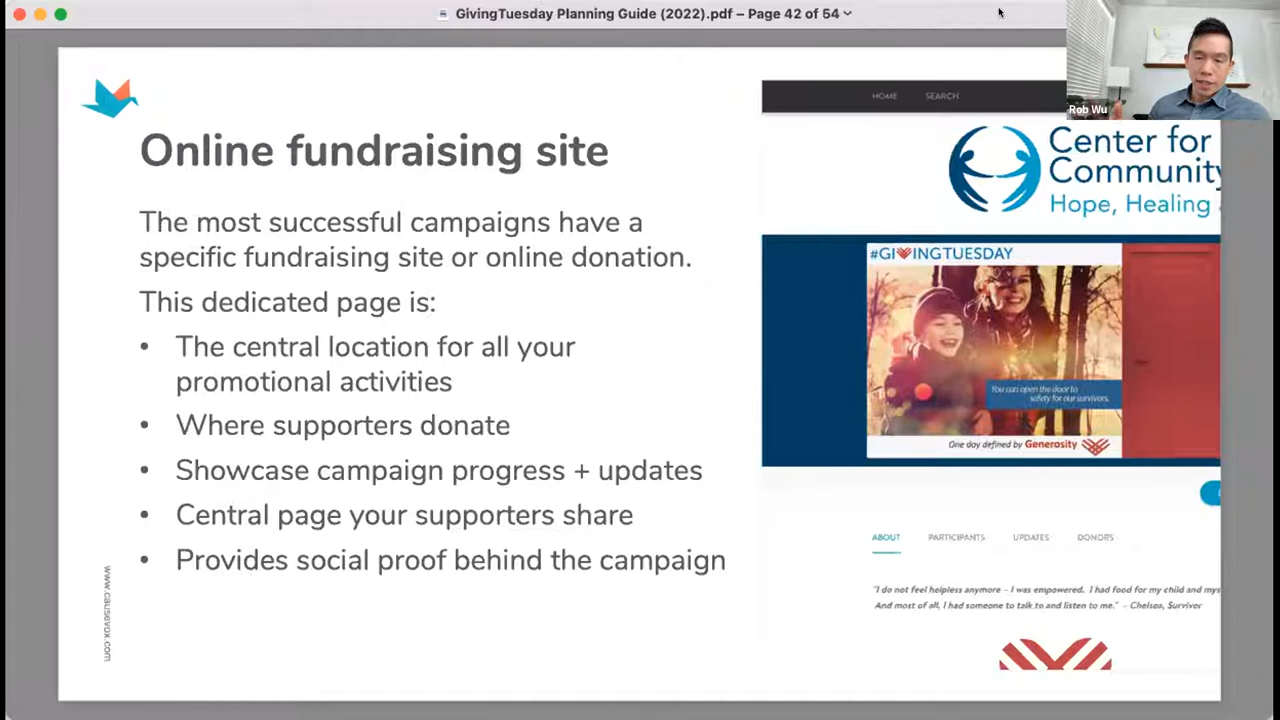 GivingTuesday Planning Guide (2022).pdf – Page 42 of 54
Rob Wu
Online fundraising site
The most successful campaigns have a
specific fundraising site or online donation.
This dedicated page is:
• The central location for all your
promotional activities
• Where supporters donate
• Showcase campaign progress + updates
• Central page your supporters share
• Provides social proof behind the campaign
www.causevox.com
HOME SEARCH
Center for
Community
Hope, Healing
#GIVINGTUESDAY
You can open the door to
safety for our survivors.
One day defined by Generosity
ABOUT PARTICIPANTS UPDATES DONORS
"I do not feel helpless anymore – I was empowered. I had food for my child and mys
And most of all, I had someone to talk to and listen to me." – Chelsea, Survivor